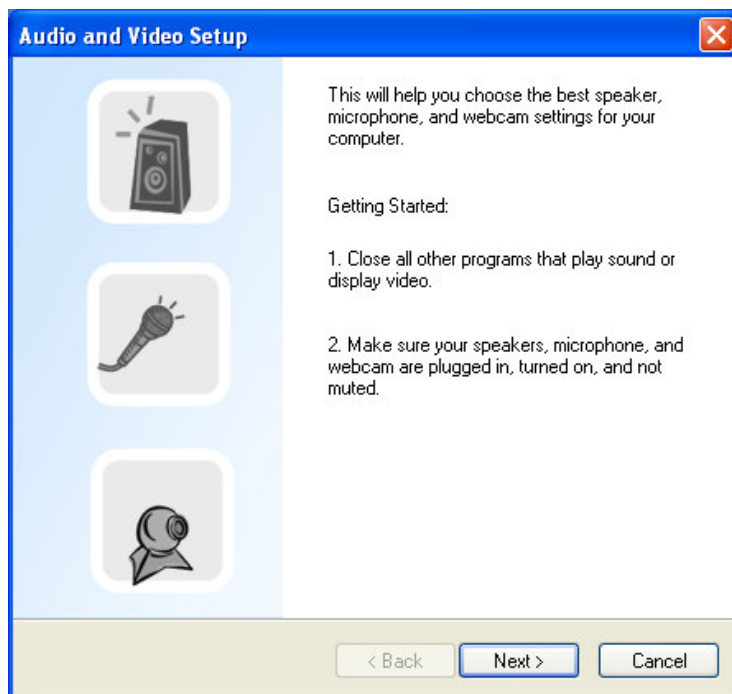 Audio and Video Setup
This will help you choose the best speaker,
microphone, and webcam settings for your
computer.
Getting Started:
1. Close all other programs that play sound or
display video.
2. Make sure your speakers, microphone, and
webcam are plugged in, turned on, and not
muted.
< Back
Next >
Cancel